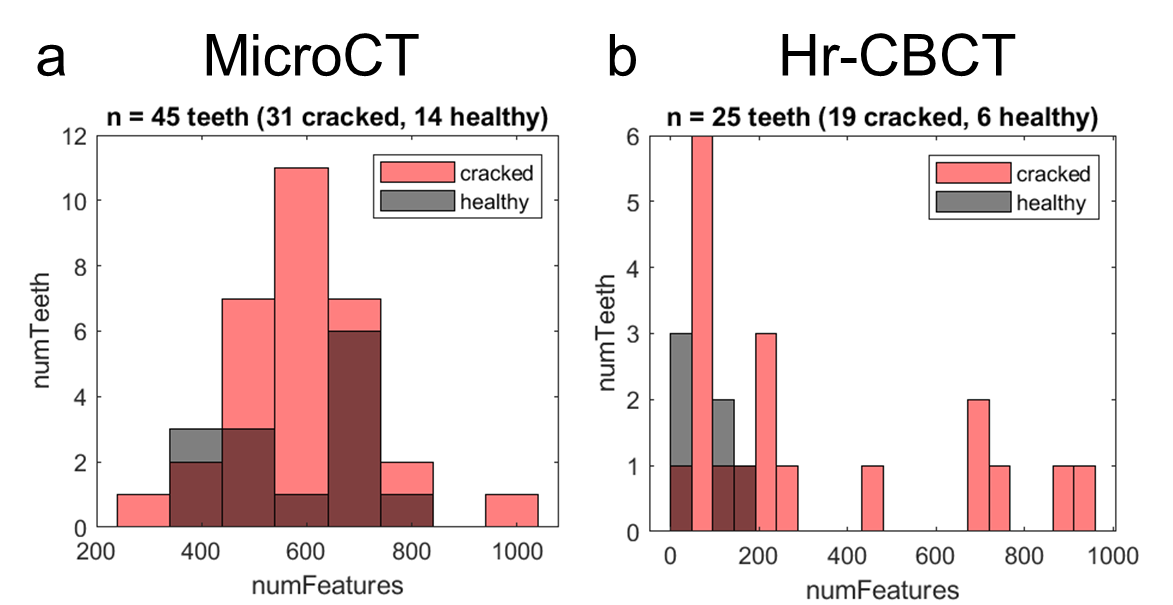 a MicroCT
n = 45 teeth (31 cracked, 14 healthy)
cracked
healthy
12
10
8
6
4
2
0
numTeeth
200 400 600 800 1000
numFeatures
b Hr-CBCT
n = 25 teeth (19 cracked, 6 healthy)
cracked
healthy
6
5
4
3
2
1
0
numTeeth
0 200 400 600 800 1000
numFeatures